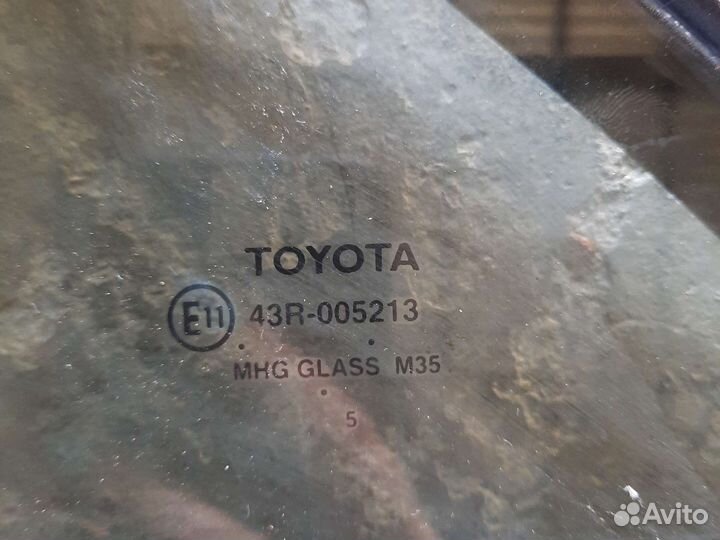 TOYOTA
E11 43R-005213
MHG GLASS M35
5
Avito